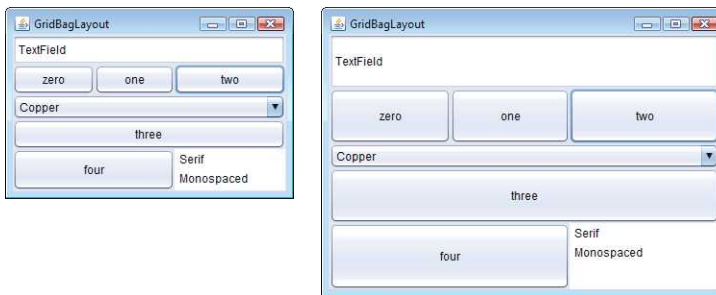 GridBagLayout
TextField
zero one two
Copper
three
four
Serif
Monospaced
GridBagLayout
TextField
zero one two
Copper
three
four
Serif
Monospaced